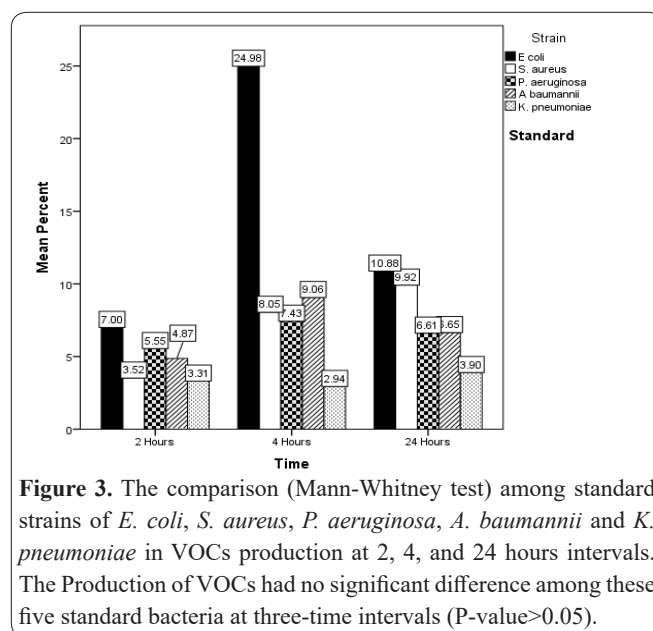 Strain
E coli
S. aureus
P. aeruginosa
A baumannii
K. pneumoniae
Standard
Mean Percent
25
20
15
10
5
0
7.00
3.52
5.55
4.87
3.31
24.98
8.05
7.43
9.06
2.94
10.88
9.92
6.61
6.65
3.90
2 Hours
4 Hours
24 Hours
Time
Figure 3. The comparison (Mann-Whitney test) among standard
strains of E. coli, S. aureus, P. aeruginosa, A. baumannii and K.
pneumoniae in VOCs production at 2, 4, and 24 hours intervals.
The Production of VOCs had no significant difference among these
five standard bacteria at three-time intervals (P-value>0.05).